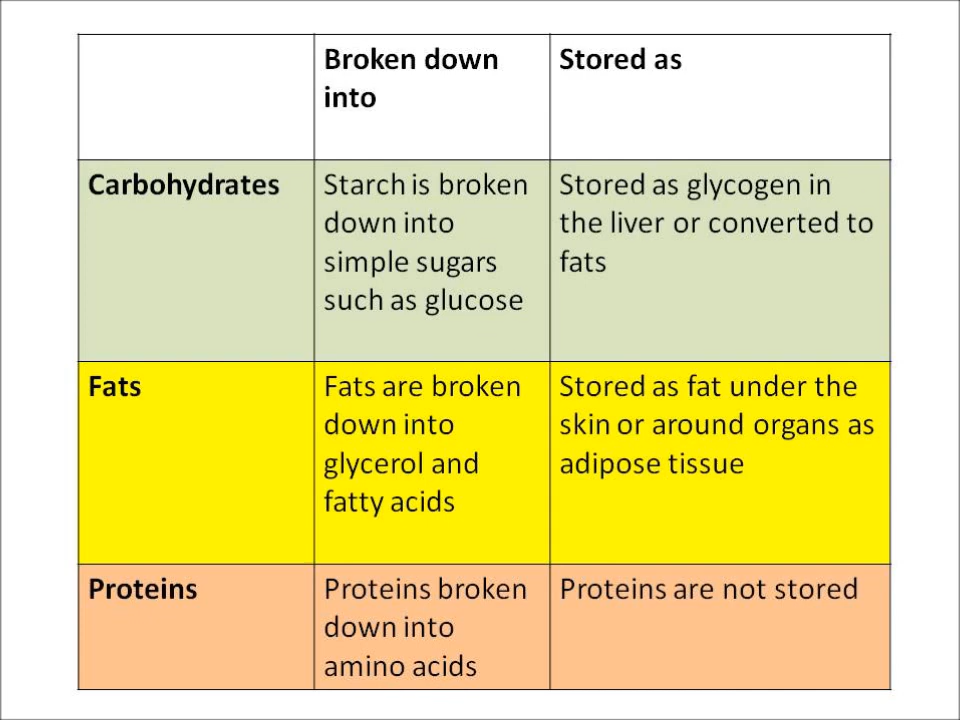 Broken down
into
Stored as
Carbohydrates
Starch is broken
down into
simple sugars
such as glucose
Stored as glycogen in
the liver or converted to
fats
Fats
Fats are broken
down into
glycerol and
fatty acids
Stored as fat under the
skin or around organs as
adipose tissue
Proteins
Proteins broken
down into
amino acids
Proteins are not stored